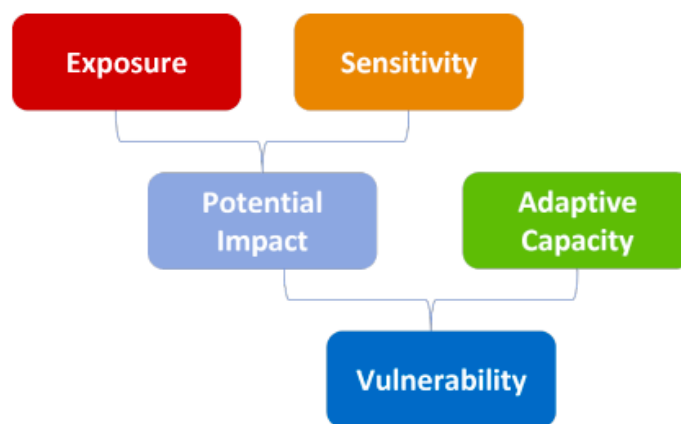 Exposure
Sensitivity
Potential
Impact
Adaptive
Capacity
Vulnerability